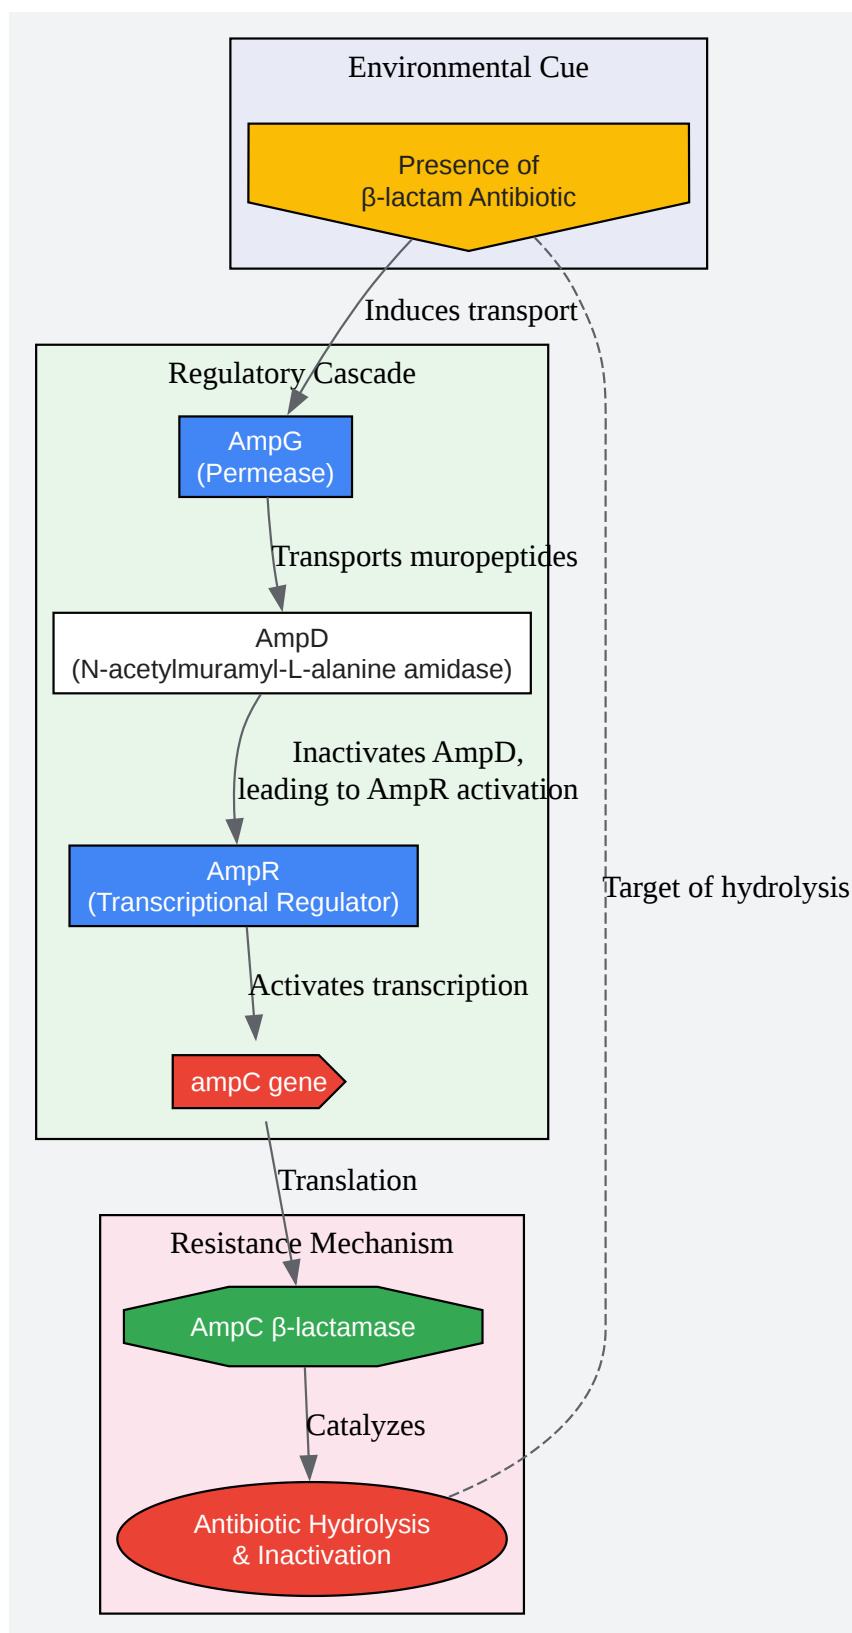 Environmental Cue
Presence of
β-lactam Antibiotic
Induces transport
Regulatory Cascade
AmpG
(Permease)
Transports muropeptides
AmpD
(N-acetylmuramyl-L-alanine amidase)
Inactivates AmpD,
leading to AmpR activation
AmpR
(Transcriptional Regulator)
Target of hydrolysis
Activates transcription
ampC gene
Translation
Resistance Mechanism
AmpC β-lactamase
Catalyzes
Antibiotic Hydrolysis
& Inactivation